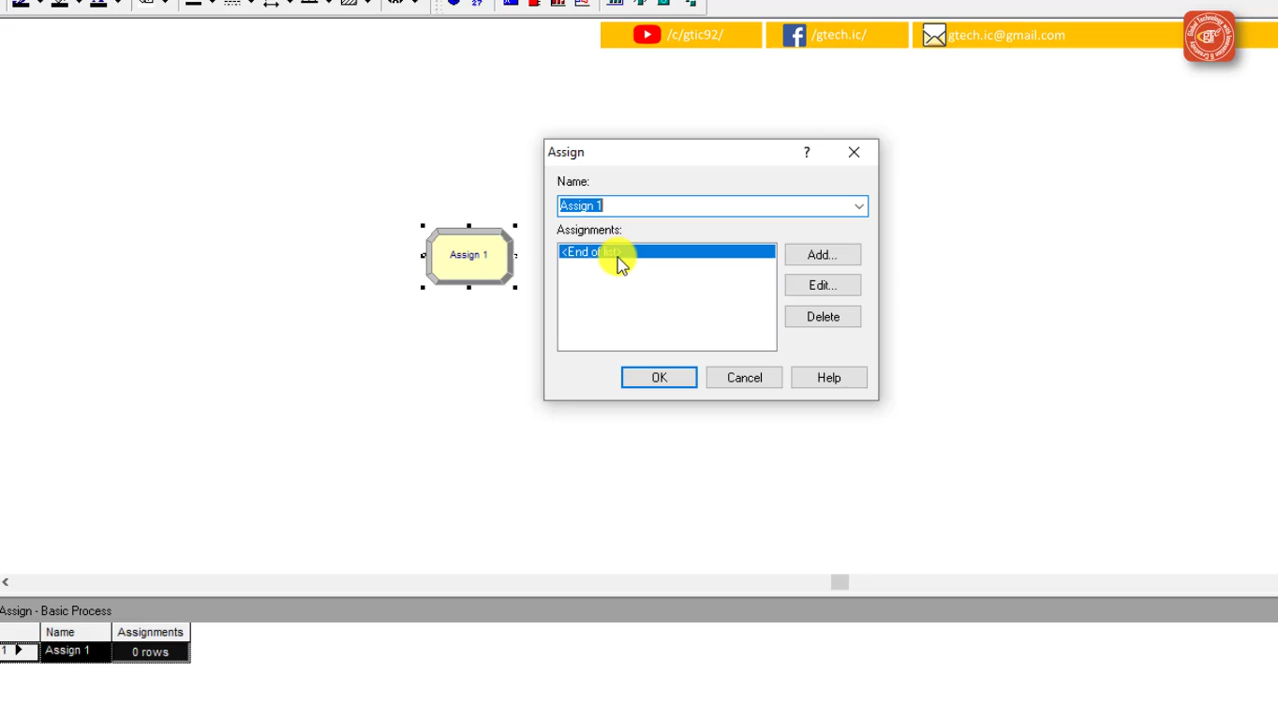 /c/gtic92/
/gtech.ic/
gtech.ic@gmail.com
Assign
?
Name:
Assign 1
Assignments:
<End of list>
Add...
Edit...
Delete
OK
Cancel
Help
Assign 1
Assign - Basic Process
Name Assignments
1 Assign 1 0 rows